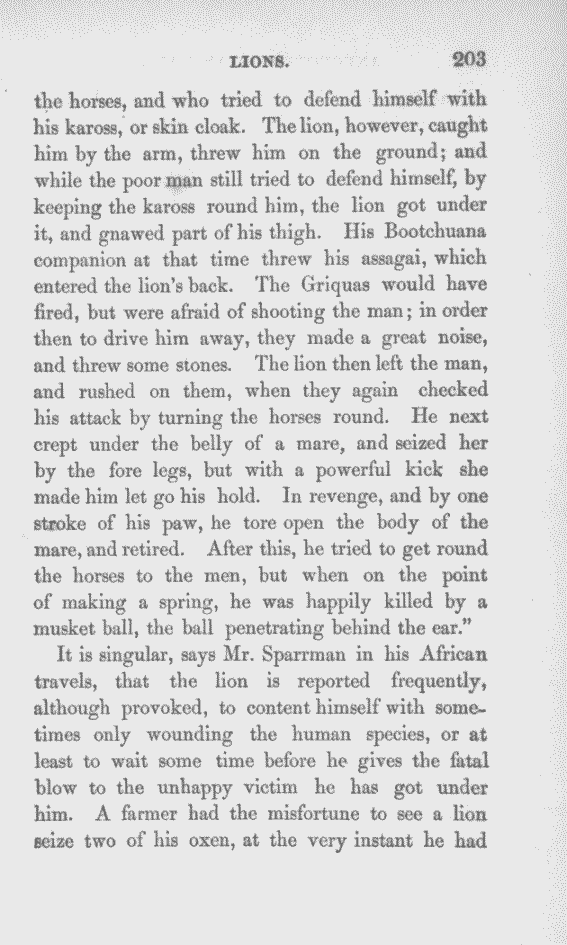 LIONS. 203
the horses, and who tried to defend himself with
his kaross, or skin cloak. The lion, however, caught
him by the arm, threw him on the ground; and
while the poor man still tried to defend himself, by
keeping the kaross round him, the lion got under
it, and gnawed part of his thigh. His Bootchuana
companion at that time threw his assagai, which
entered the lion's back. The Griquas would have
fired, but were afraid of shooting the man; in order
then to drive him away, they made a great noise,
and threw some stones. The lion then left the man,
and rushed on them, when they again checked
his attack by turning the horses round. He next
crept under the belly of a mare, and seized her
by the fore legs, but with a powerful kick she
made him let go his hold. In revenge, and by one
stroke of his paw, he tore open the body of the
mare, and retired. After this, he tried to get round
the horses to the men, but when on the point
of making a spring, he was happily killed by a
musket ball, the ball penetrating behind the ear."
It is singular, says Mr. Sparrman in his African
travels, that the lion is reported frequently,
although provoked, to content himself with some-
times only wounding the human species, or at
least to wait some time before he gives the fatal
blow to the unhappy victim he has got under
him. A farmer had the misfortune to see a lion
seize two of his oxen, at the very instant he had